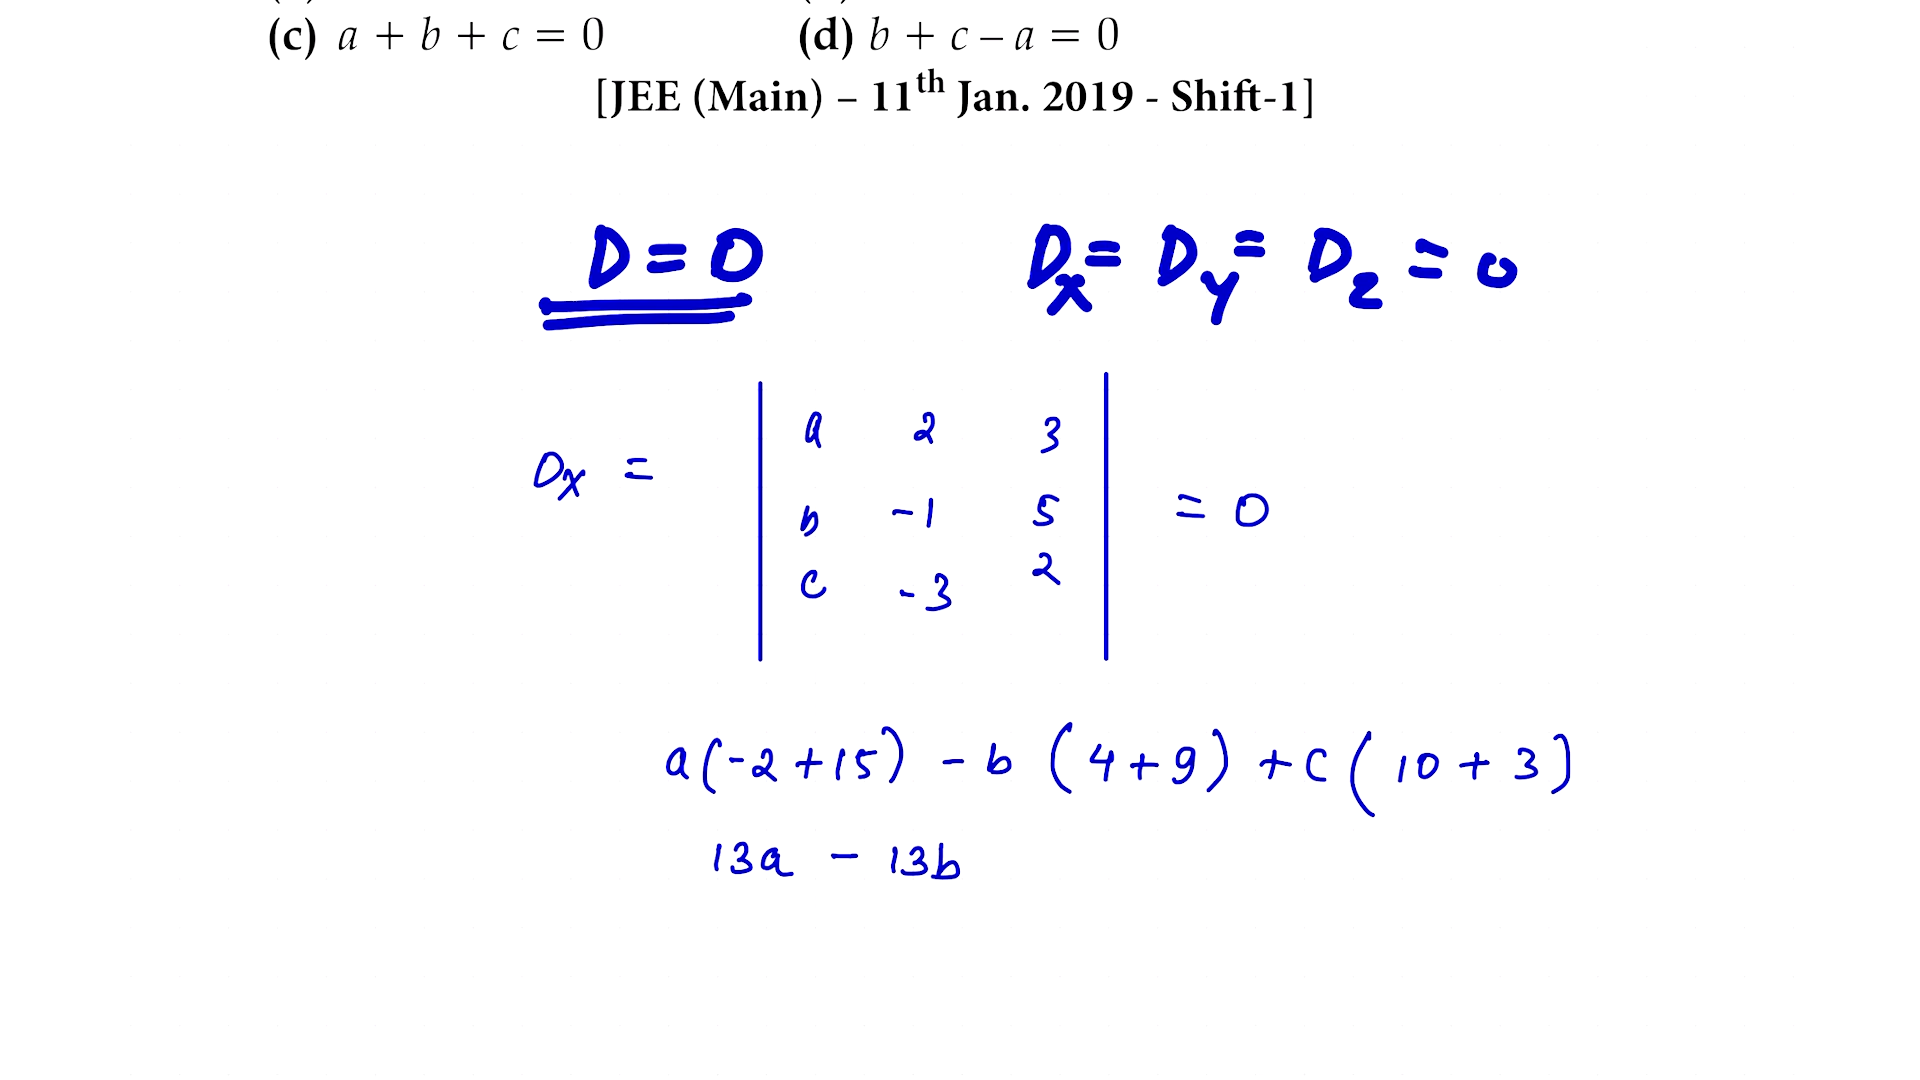 (c) a + b + c = 0 (d) b + c – a = 0
[JEE (Main) – 11th Jan. 2019 - Shift-1]
D = 0 Dx = Dy = Dz = 0
a 2 3
Dx = b -1 5 = 0
c -3 2
a(-2 + 15) - b (4 + 9) + c (10 + 3)
13a - 13b